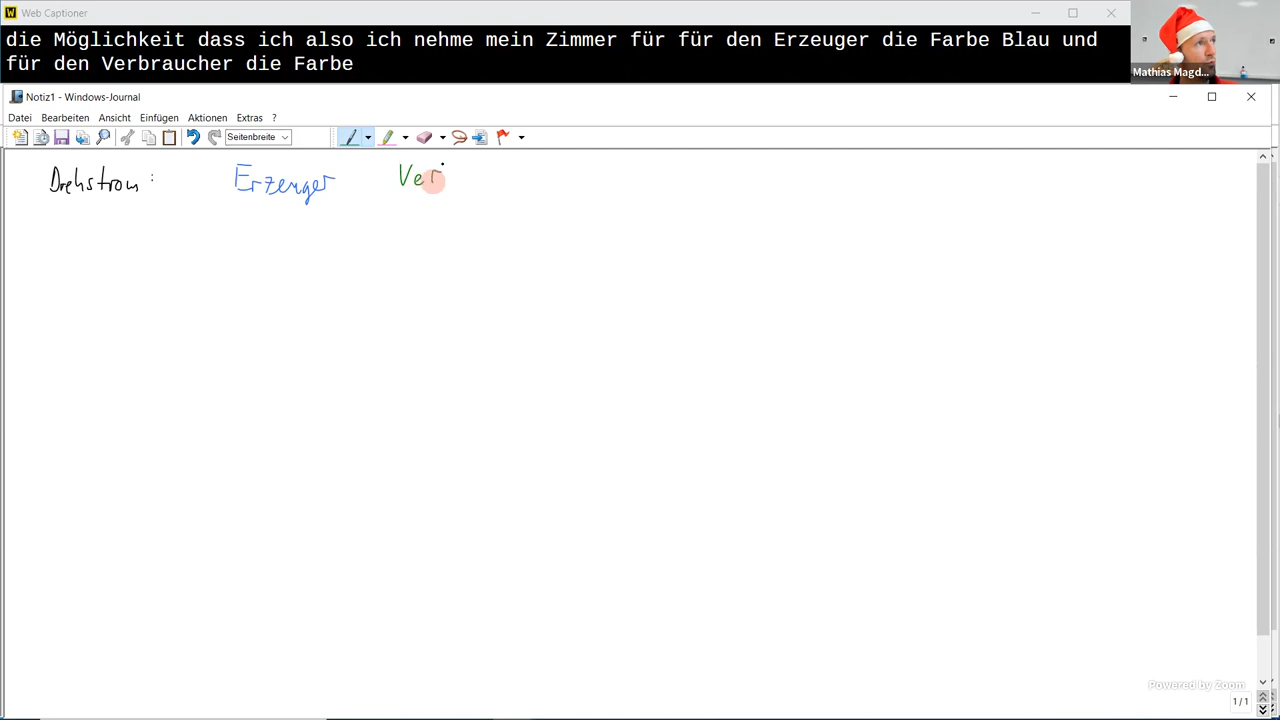 Web Captioner
die Möglichkeit dass ich also ich nehme mein Zimmer für für den Erzeuger die Farbe Blau und
für den Verbraucher die Farbe
Mathias Magd...
Notiz1 - Windows-Journal
Datei Bearbeiten Ansicht Einfügen Aktionen Extras ?
Seitenbreite
Drehstrom : Erzeuger Ver
Powered by Zoom
1/1